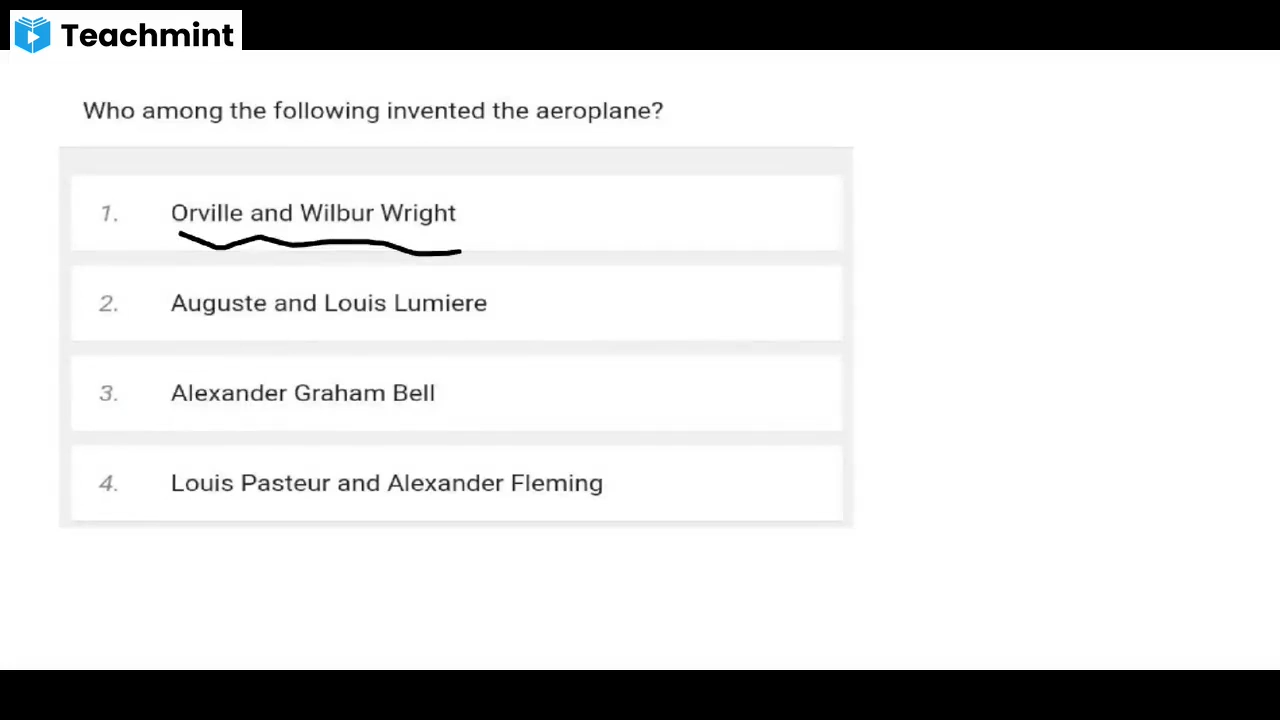 Teachmint
Who among the following invented the aeroplane?
1. Orville and Wilbur Wright
2. Auguste and Louis Lumiere
3. Alexander Graham Bell
4. Louis Pasteur and Alexander Fleming